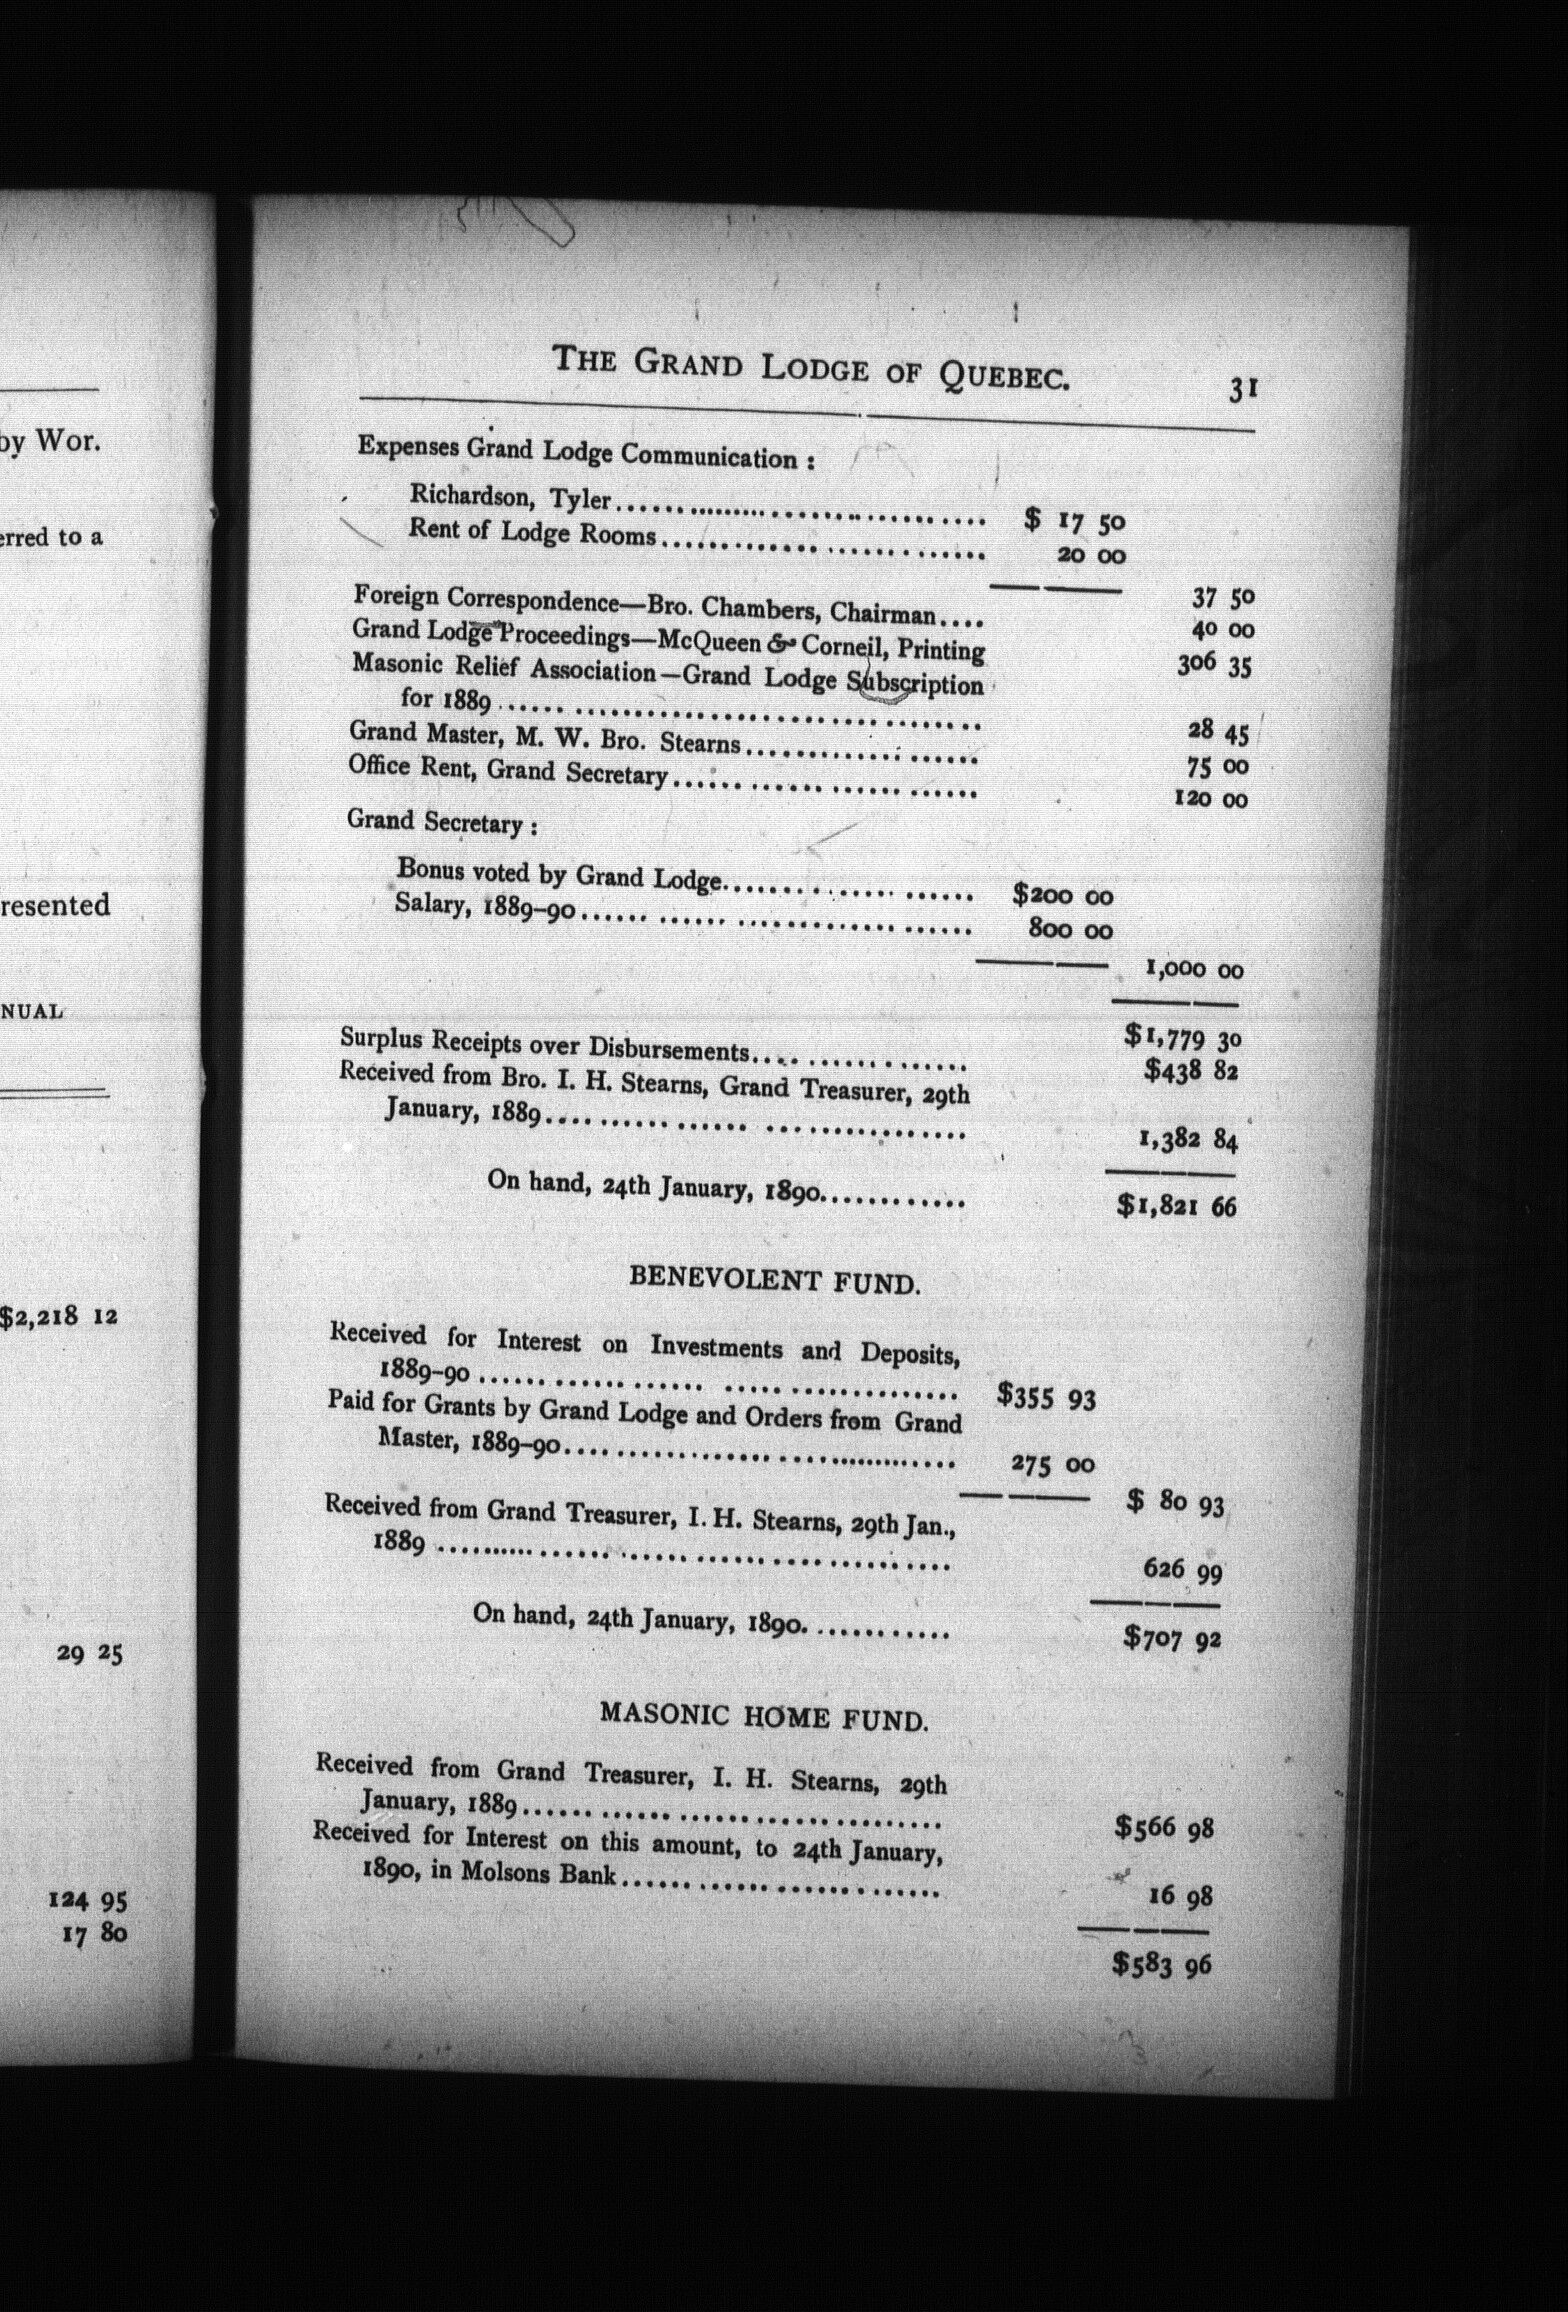 by Wor.
erred to a
resented
NUAL
$2,218 12
29 25
124 95
17 80
THE GRAND LODGE OF QUEBEC. 31
Expenses Grand Lodge Communication :
Richardson, Tyler........................................ $ 17 50
Rent of Lodge Rooms.................................. 20 00
37 50
Foreign Correspondence—Bro. Chambers, Chairman.... 40 00
Grand Lodge Proceedings—McQueen & Corneil, Printing 306 35
Masonic Relief Association—Grand Lodge Subscription
for 1889........................................ 28 45
Grand Master, M. W. Bro. Stearns.................... 75 00
Office Rent, Grand Secretary........................ 120 00
Grand Secretary :
Bonus voted by Grand Lodge.................... $200 00
Salary, 1889-90.............................. 800 00
1,000 00
$1,779 30
Surplus Receipts over Disbursements................ $438 82
Received from Bro. I. H. Stearns, Grand Treasurer, 29th
January, 1889.................................. 1,382 84
On hand, 24th January, 1890............ $1,821 66
BENEVOLENT FUND.
Received for Interest on Investments and Deposits,
1889-90 .................................... $355 93
Paid for Grants by Grand Lodge and Orders from Grand
Master, 1889-90.................................. 275 00
$ 80 93
Received from Grand Treasurer, I. H. Stearns, 29th Jan.,
1889 ........................................ 626 99
On hand, 24th January, 1890............ $707 92
MASONIC HOME FUND.
Received from Grand Treasurer, I. H. Stearns, 29th
January, 1889.................................. $566 98
Received for Interest on this amount, to 24th January,
1890, in Molsons Bank........................ 16 98
$583 96